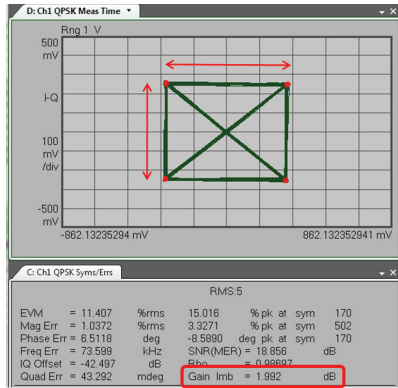 D: Ch1 QPSK Meas Time
Rng 1 V
500
mV
I-Q
100
mV
/div
-500
mV
-862.13235294 mV 862.132352941 mV
C: Ch1 QPSK Syms/Errs
RMS:5
EVM = 11.407 %rms 15.016 % pk at sym 170
Mag Err = 1.0372 %rms 3.3271 % pk at sym 502
Phase Err = 6.5118 deg -8.5890 deg pk at sym 170
Freq Err = 73.599 kHz SNR(MER) = 18.856 dB
IQ Offset = -42.497 dB Rho = 0.98697
Quad Err = 43.292 mdeg Gain Imb = 1.992 dB